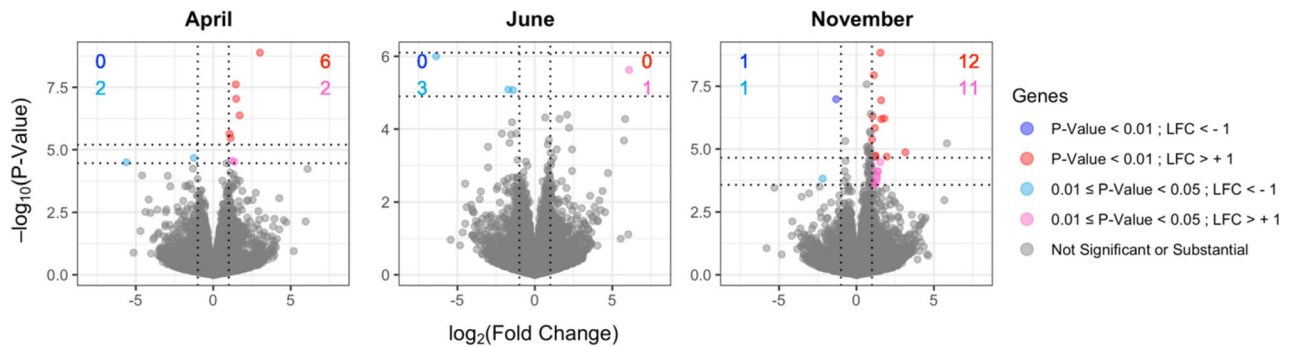 April
June
November
0 6
2 2
0 0
3 1
1 12
1 11
7.5
5.0
2.5
0.0
6
4
2
0
7.5
5.0
2.5
0.0
-5 0 5
-5 0 5
-5 0 5
−log10(P-Value)
log2(Fold Change)
Genes
P-Value < 0.01 ; LFC < - 1
P-Value < 0.01 ; LFC > + 1
0.01 ≤ P-Value < 0.05 ; LFC < - 1
0.01 ≤ P-Value < 0.05 ; LFC > + 1
Not Significant or Substantial